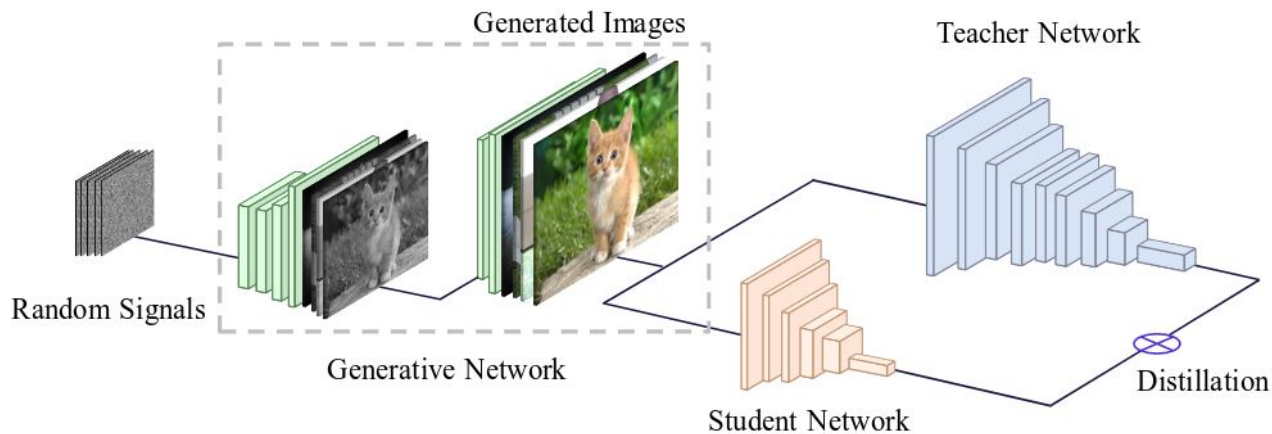 Generated Images
Teacher Network
Random Signals
Generative Network
Student Network
Distillation